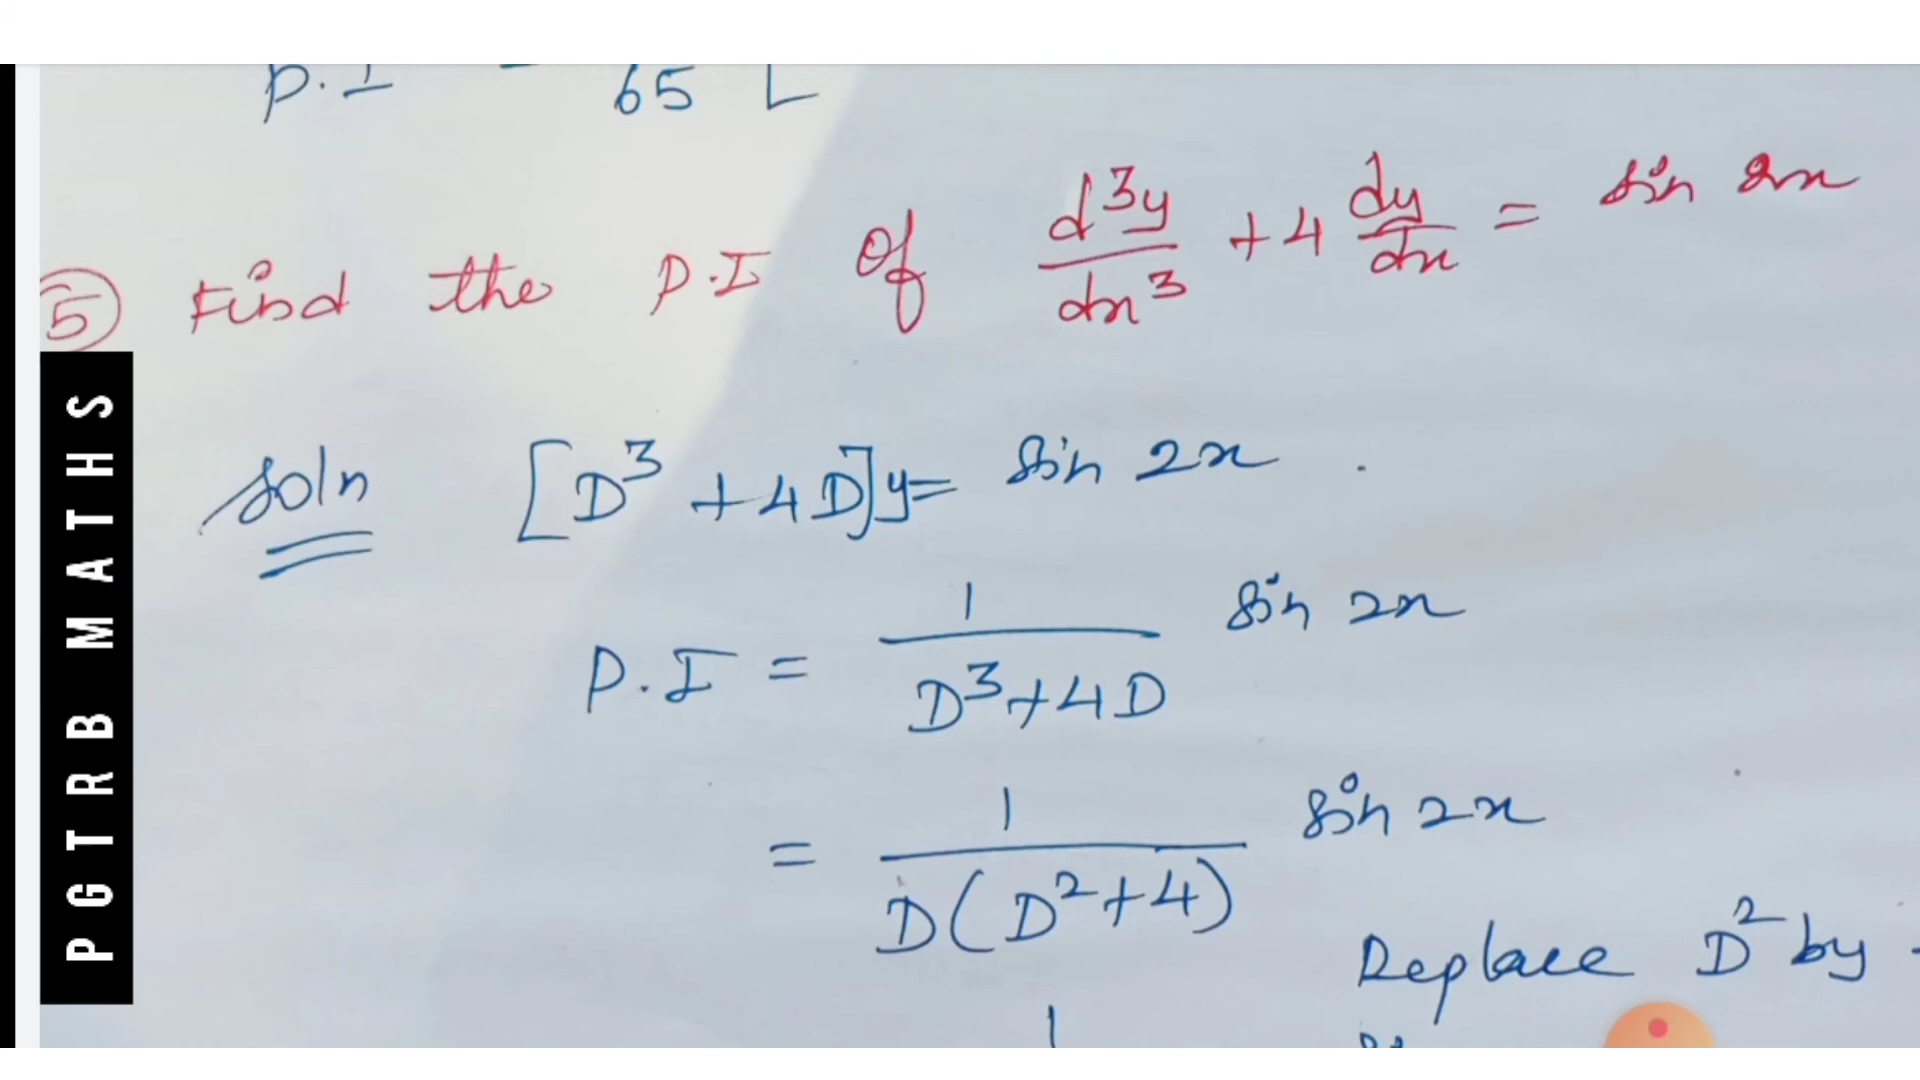 P.I 65
⑤ Find the P.I Of d³y/dx³ + 4 dy/dx = sin 2x
Soln [D³ + 4D]y = sin 2x.
P.I = 1/(D³+4D) sin 2x
= 1/(D(D²+4)) sin 2x
Replace D² by -
1
PGTRB MATHS